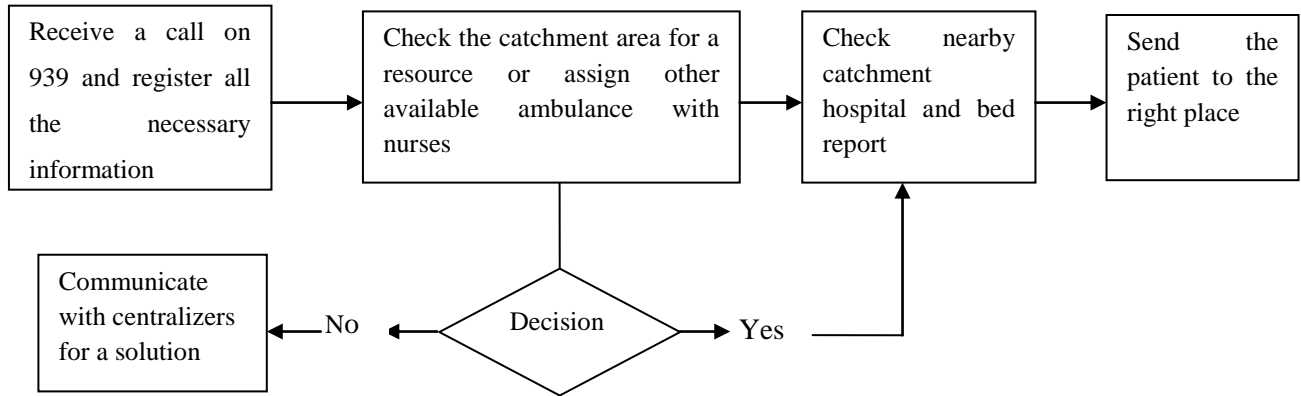 Receive a call on
939 and register all
the necessary
information
Check the catchment area for a
resource or assign other
available ambulance with
nurses
Check nearby
catchment
hospital and bed
report
Send the
patient to the
right place
Communicate
with centralizers
for a solution
No
Decision
Yes